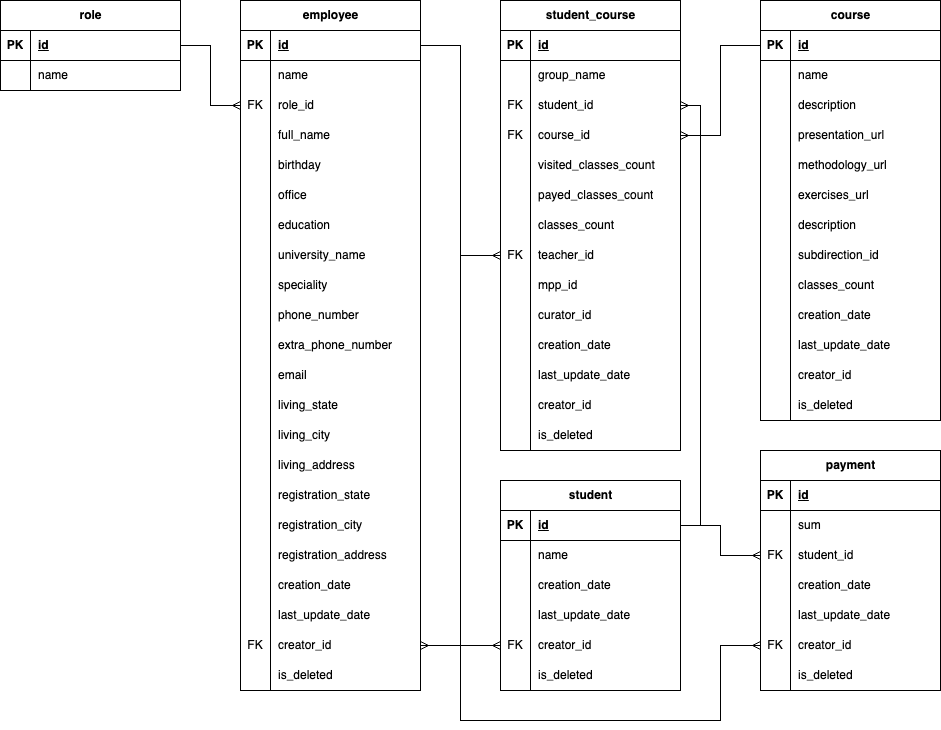 role
PK id
name
employee
PK id
name
FK role_id
full_name
birthday
office
education
university_name
speciality
phone_number
extra_phone_number
email
living_state
living_city
living_address
registration_state
registration_city
registration_address
creation_date
last_update_date
FK creator_id
is_deleted
student_course
PK id
group_name
FK student_id
FK course_id
visited_classes_count
payed_classes_count
classes_count
FK teacher_id
mpp_id
curator_id
creation_date
last_update_date
creator_id
is_deleted
course
PK id
name
description
presentation_url
methodology_url
exercises_url
description
subdirection_id
classes_count
creation_date
last_update_date
creator_id
is_deleted
student
PK id
name
creation_date
last_update_date
FK creator_id
is_deleted
payment
PK id
sum
FK student_id
creation_date
last_update_date
FK creator_id
is_deleted